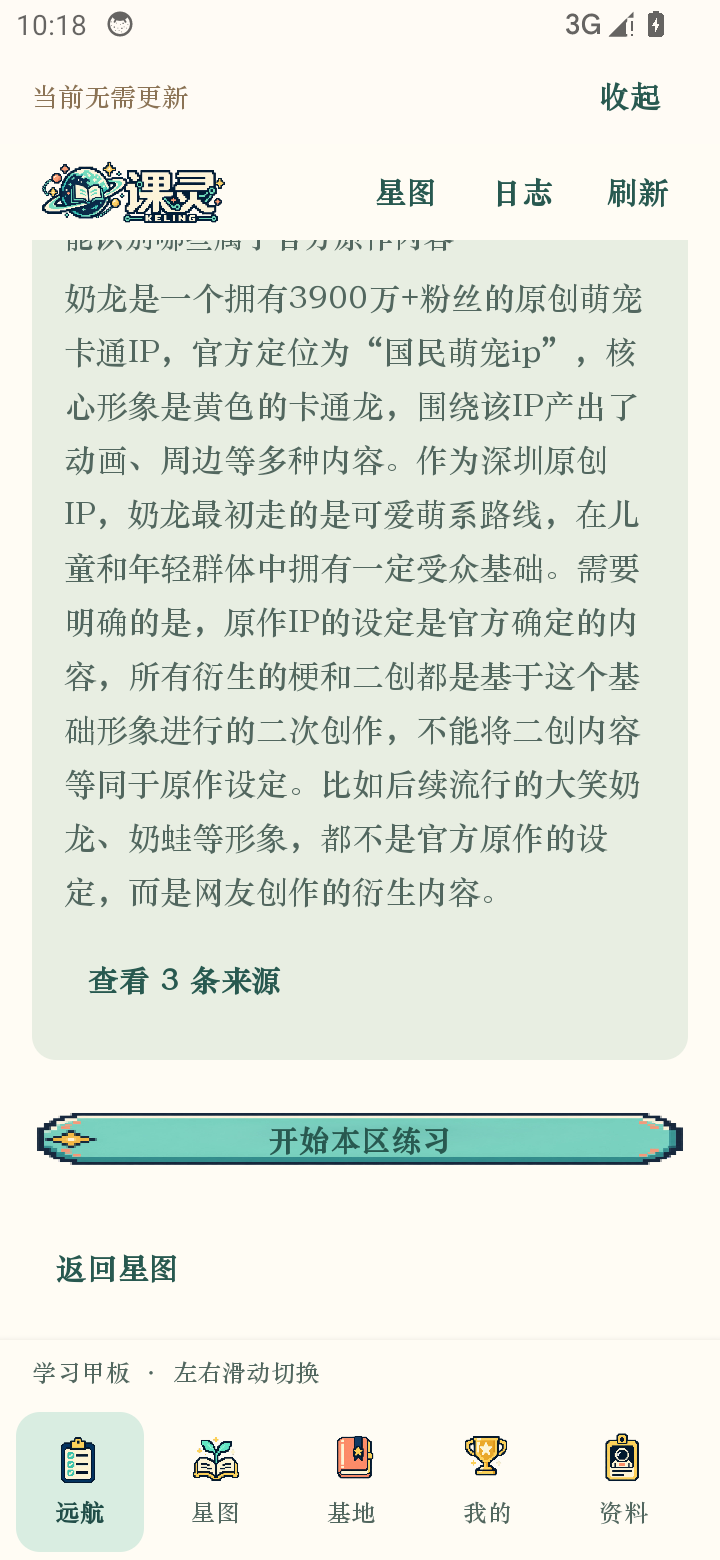 10:18
3G
当前无需更新
收起
课灵
KELING
星图
日志
刷新
能识别哪些属于官方原作内容
奶龙是一个拥有3900万+粉丝的原创萌宠
卡通IP，官方定位为“国民萌宠ip”，核
心形象是黄色的卡通龙，围绕该IP产出了
动画、周边等多种内容。作为深圳原创
IP，奶龙最初走的是可爱萌系路线，在儿
童和年轻群体中拥有一定受众基础。需要
明确的是，原作IP的设定是官方确定的内
容，所有衍生的梗和二创都是基于这个基
础形象进行的二次创作，不能将二创内容
等同于原作设定。比如后续流行的大笑奶
龙、奶蛙等形象，都不是官方原作的设
定，而是网友创作的衍生内容。
查看 3 条来源
开始本区练习
返回星图
学习甲板 · 左右滑动切换
远航
星图
基地
我的
资料